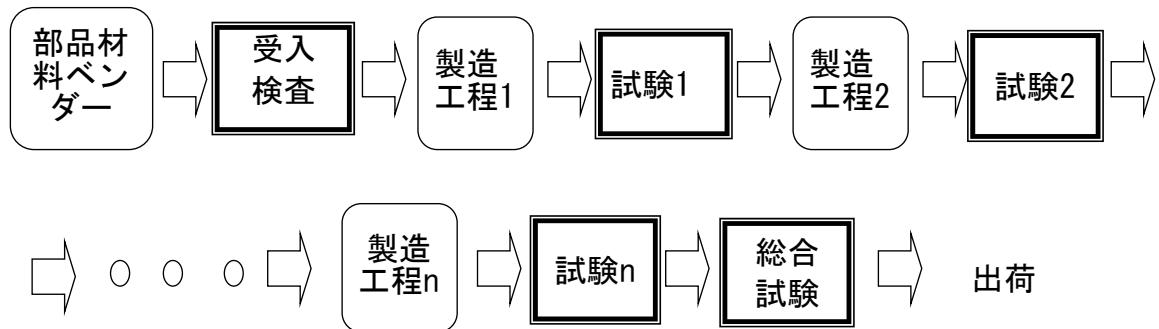 部品材
料ベン
ダー
受入
検査
製造
工程1
試験1
製造
工程2
試験2
製造
工程n
試験n
総合
試験
出荷